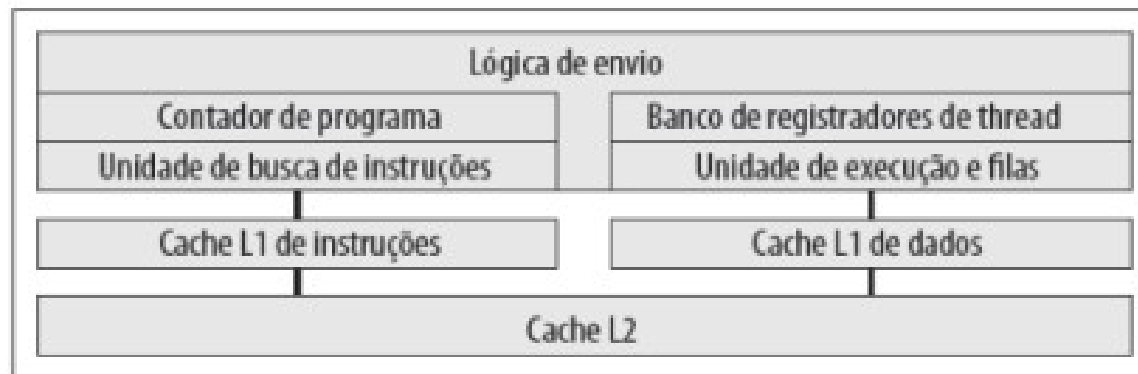 Lógica de envio
Contador de programa
Banco de registradores de thread
Unidade de busca de instruções
Unidade de execução e filas
Cache L1 de instruções
Cache L1 de dados
Cache L2